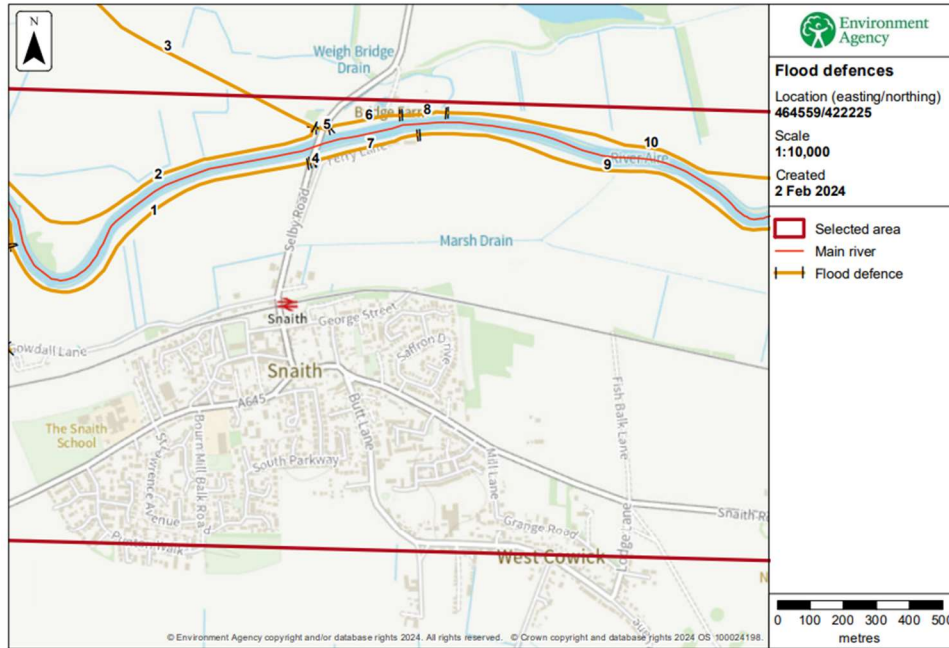 N
3
Weigh Bridge
Drain
Environment
Agency
Flood defences
Location (easting/northing)
464559/422225
Scale
1:10,000
Created
2 Feb 2024
Selected area
Main river
Flood defence
6
8
5
7
10
4
Ferry Lane
2
River Aire
9
1
Selby Road
Marsh Drain
Snaith
George Street
Saffron Drive
Gowdall Lane
Snaith
A645
Butt Lane
Fish Balk Lane
The Snaith
School
Bourn Mill Balk Road
South Parkway
Mill Lane
Grange Road
West Cowick
0 100 200 300 400 500
metres
© Environment Agency copyright and/or database rights 2024. All rights reserved. © Crown copyright and database rights 2024 OS 100024198.